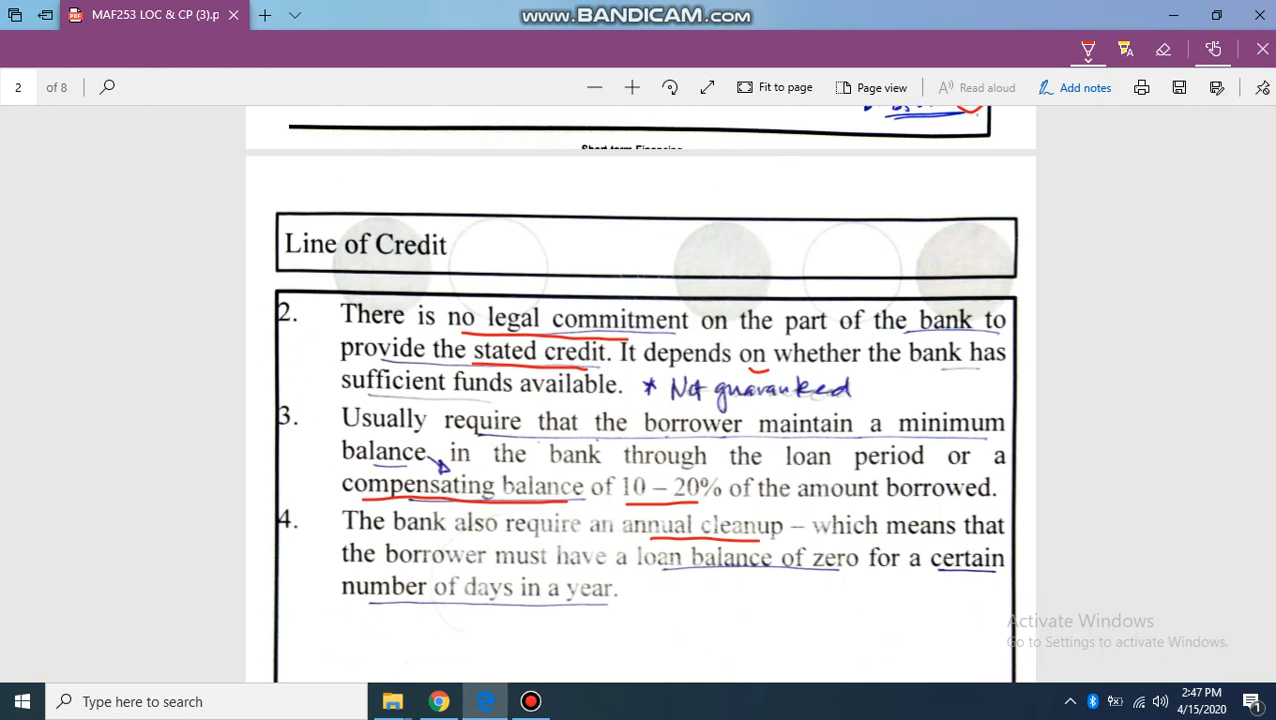 MAF253 LOC & CP (3).p
www.BANDICAM.com
2 of 8
Fit to page
Page view
Read aloud
Add notes
Short-term Financing
Line of Credit
2. There is no legal commitment on the part of the bank to
provide the stated credit. It depends on whether the bank has
sufficient funds available. * Not guaranteed
3. Usually require that the borrower maintain a minimum
balance in the bank through the loan period or a
compensating balance of 10 – 20% of the amount borrowed.
4. The bank also require an annual cleanup – which means that
the borrower must have a loan balance of zero for a certain
number of days in a year.
Activate Windows
Go to Settings to activate Windows.
Type here to search
2:47 PM
4/15/2020
1